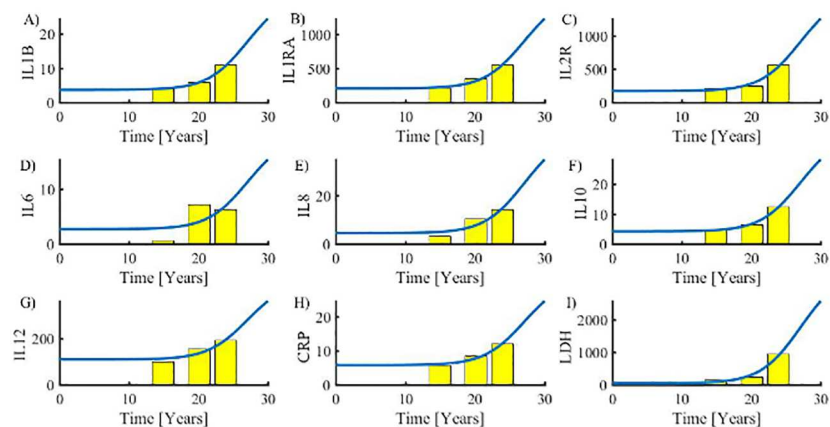 A)
20
10
0
IL1B
0 10 20 30
Time [Years]
B)
1000
500
0
IL1RA
0 10 20 30
Time [Years]
C)
1000
500
0
IL2R
0 10 20 30
Time [Years]
D)
10
5
0
IL6
0 10 20 30
Time [Years]
E)
20
0
IL8
0 10 20 30
Time [Years]
F)
20
10
0
IL10
0 10 20 30
Time [Years]
G)
200
0
IL12
0 10 20 30
Time [Years]
H)
20
10
0
CRP
0 10 20 30
Time [Years]
I)
2000
1000
0
LDH
0 10 20 30
Time [Years]